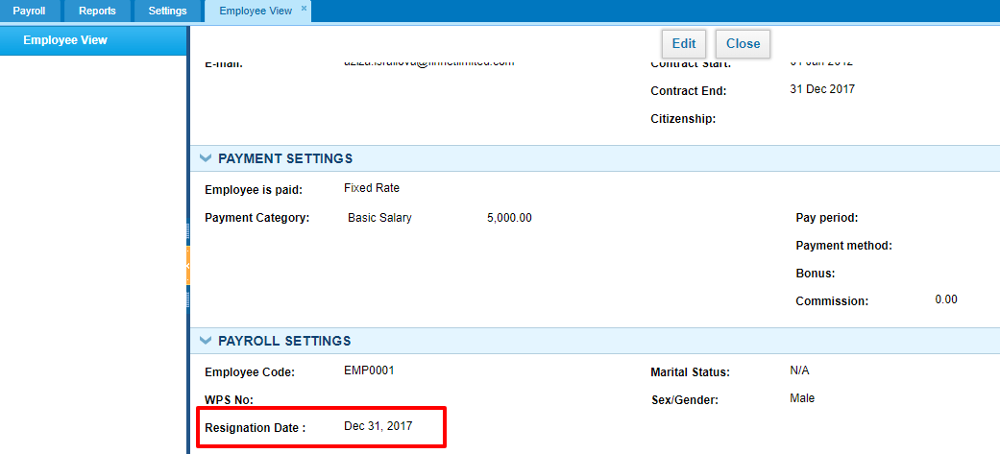 Payroll Reports Settings Employee View
Employee View
Edit Close
E-mail: Contract Start:
Contract End: 31 Dec 2017
Citizenship:
PAYMENT SETTINGS
Employee is paid: Fixed Rate
Payment Category: Basic Salary 5,000.00 Pay period:
Payment method:
Bonus:
Commission: 0.00
PAYROLL SETTINGS
Employee Code: EMP0001 Marital Status: N/A
WPS No: Sex/Gender: Male
Resignation Date : Dec 31, 2017